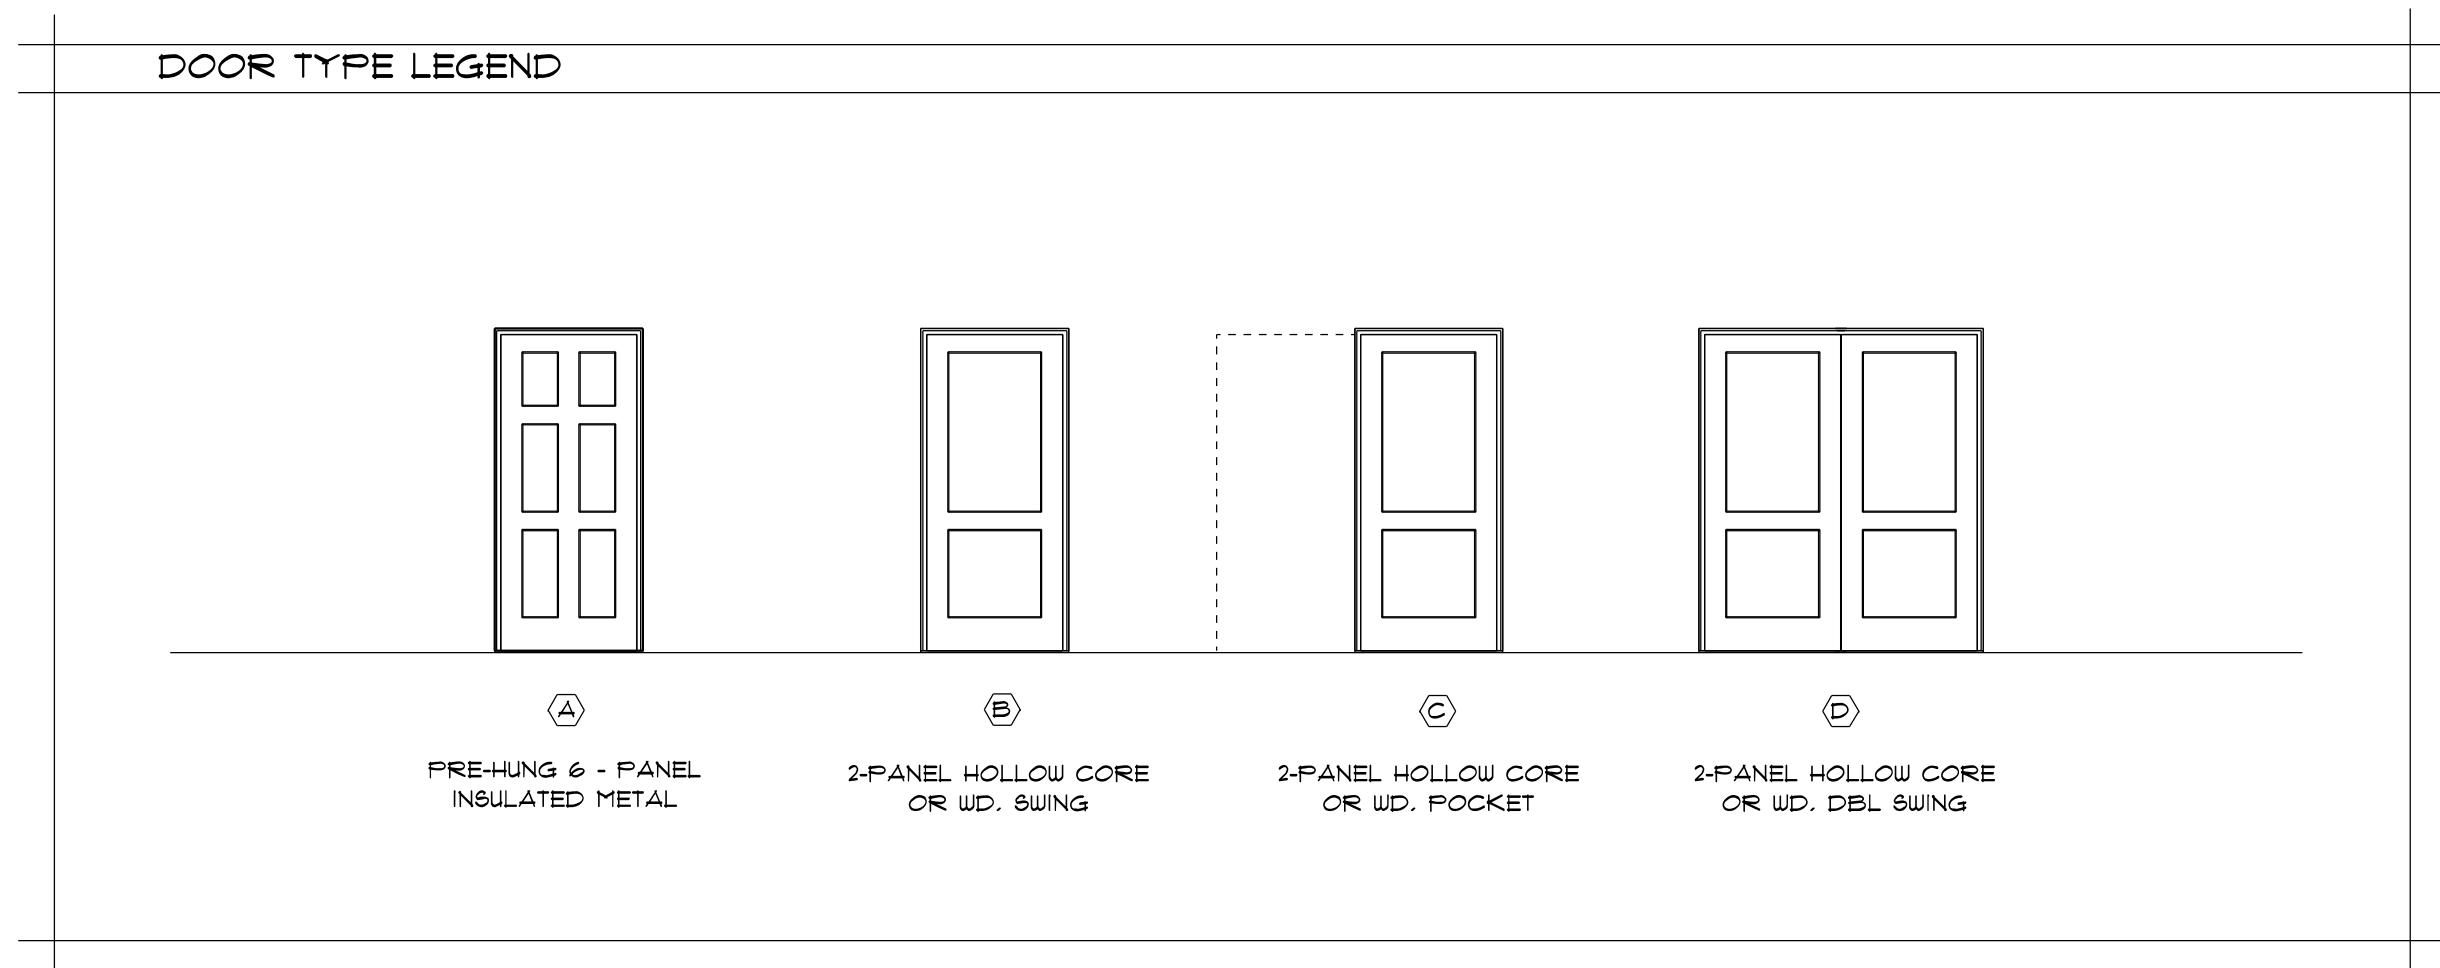 DOOR TYPE LEGEND
A
PRE-HUNG 6 - PANEL
INSULATED METAL
B
2-PANEL HOLLOW CORE
OR WD. SWING
C
2-PANEL HOLLOW CORE
OR WD. POCKET
D
2-PANEL HOLLOW CORE
OR WD. DBL SWING